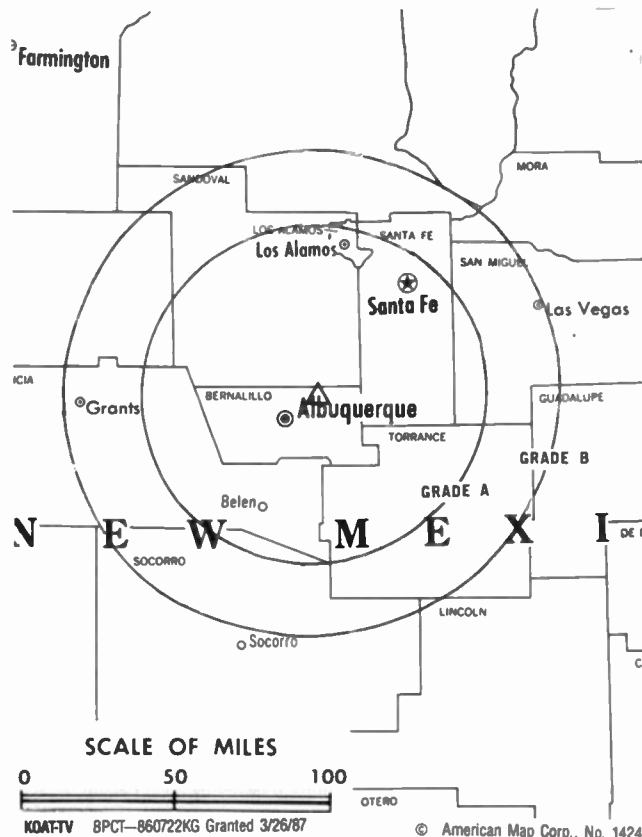 Farmington
SANDOVAL
MORA
LOS ALAMOS
SANTA FE
Los Alamos
SAN MIGUEL
Santa Fe
Las Vegas
ICIA
BERNALILLO
GUADALUPE
Grants
Albuquerque
TORRANCE
GRADE B
GRADE A
Belen
N E W M E X I
DE
SOCORRO
LINCOLN
Socorro
C
SCALE OF MILES
0 50 100
OTERO
KOAT-TV BPCT—860722KG Granted 3/26/87
© American Map Corp., No. 1424